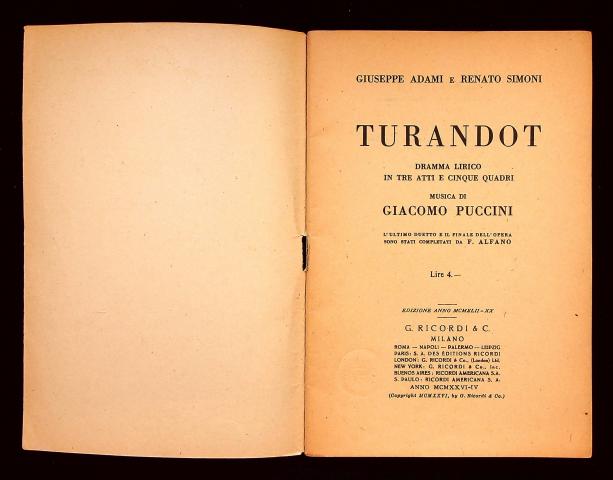 GIUSEPPE ADAMI E RENATO SIMONI
TURANDOT
DRAMMA LIRICO
IN TRE ATTI E CINQUE QUADRI
MUSICA DI
GIACOMO PUCCINI
L'ULTIMO DUETTO E IL FINALE DELL'OPERA
SONO STATI COMPLETATI DA F. ALFANO
Lire 4.—
EDIZIONE ANNO MCMXLII-XX
G. RICORDI & C.
MILANO
ROMA — NAPOLI — PALERMO — LEIPZIG
PARIS: S. A. DES ÉDITIONS RICORDI
LONDON: G. RICORDI & Co., (London) Ltd.
NEW YORK: G. RICORDI & Co., Inc.
BUENOS AIRES: RICORDI AMERICANA S.A.
S. PAULO: RICORDI AMERICANA S. A.
ANNO MCMXXVI-IV
(Copyright MCMXXVI, by G. Ricordi & Co.)